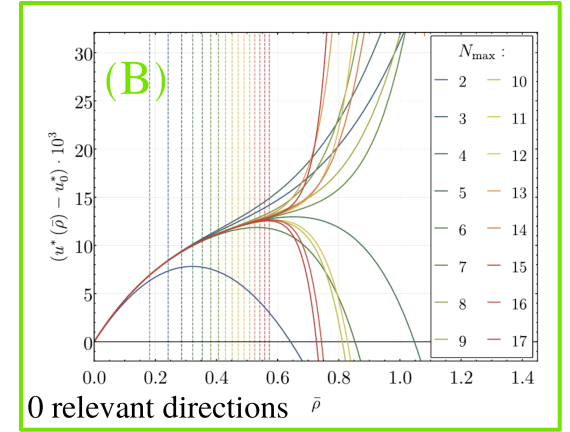 (B)
(u* (ρ̄) − u₀*) · 10³
30
25
20
15
10
5
0
0.0 0.2 0.4 0.6 0.8 1.0 1.2 1.4
ρ̄
N_max :
2 10
3 11
4 12
5 13
6 14
7 15
8 16
9 17
0 relevant directions